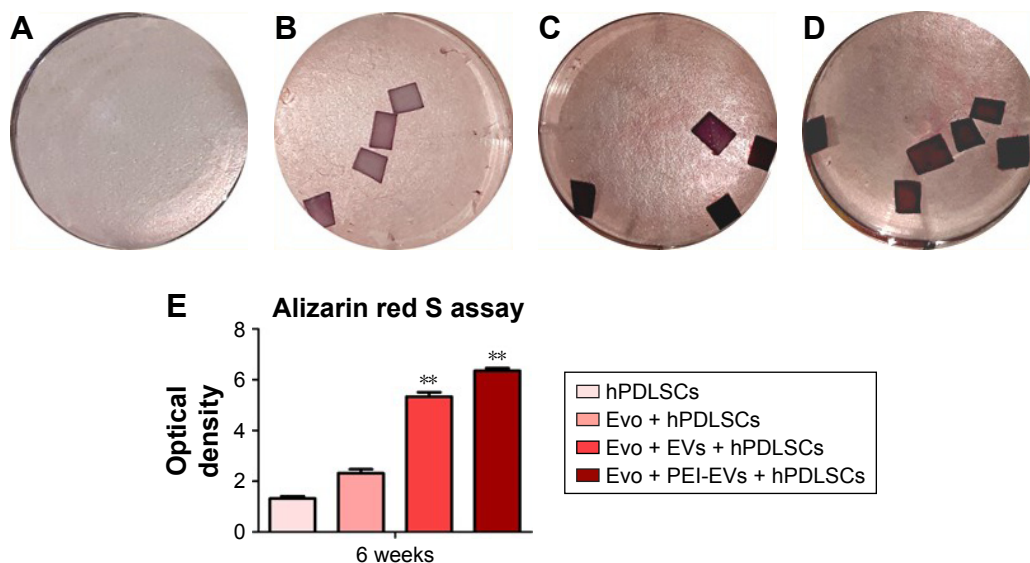 A
B
C
D
E
Alizarin red S assay
Optical
density
8
6
4
2
0
**
**
6 weeks
hPDLSCs
Evo + hPDLSCs
Evo + EVs + hPDLSCs
Evo + PEI-EVs + hPDLSCs